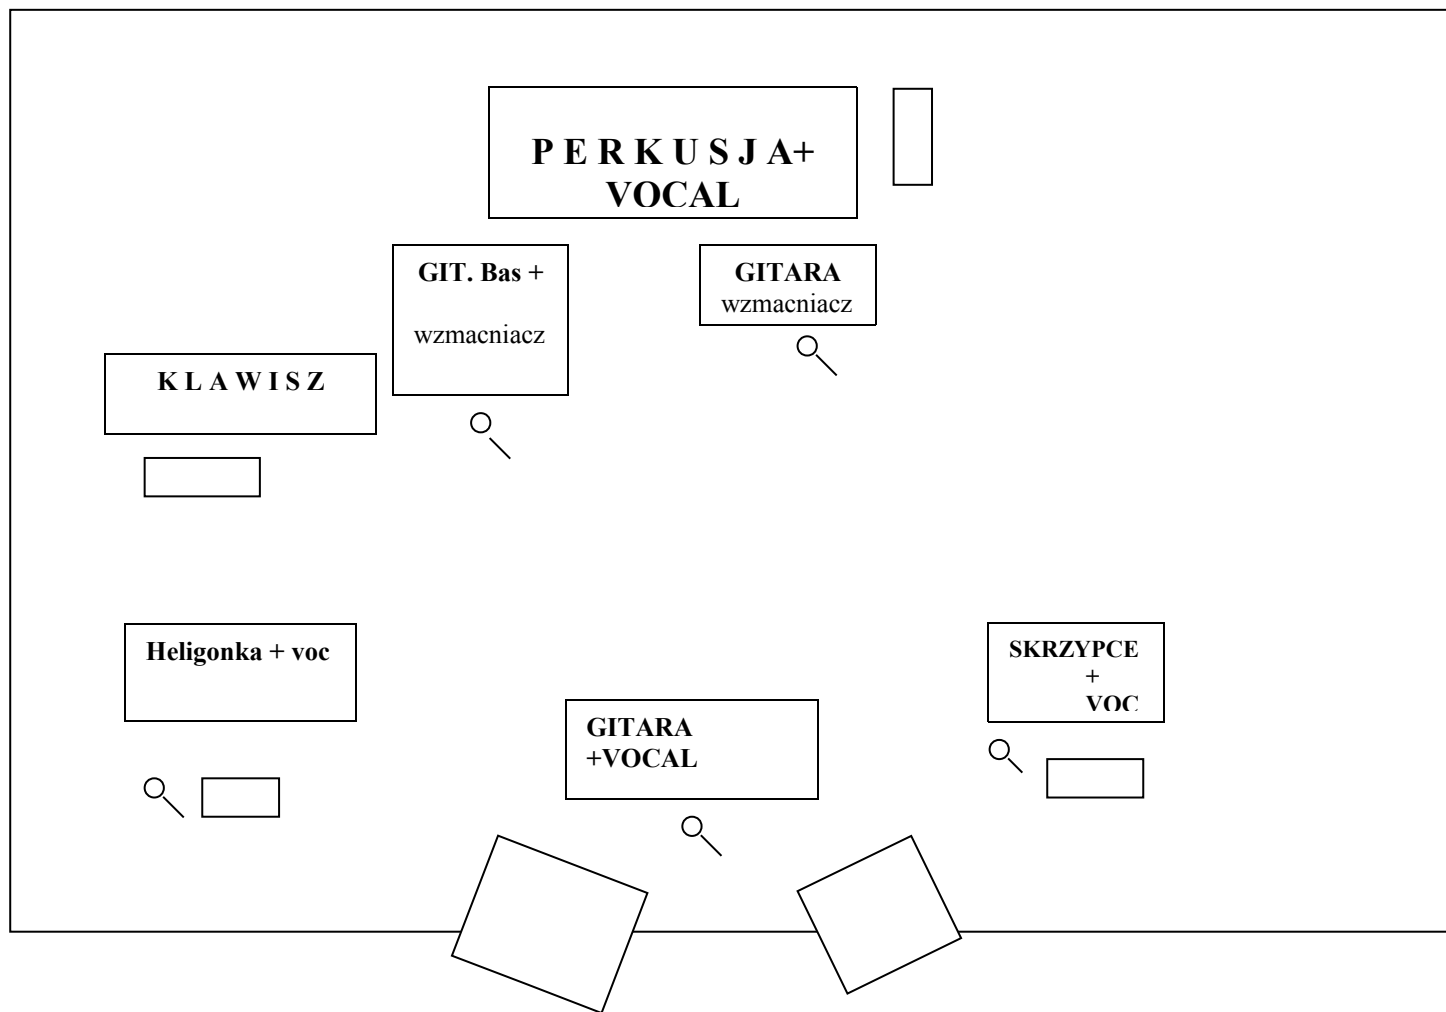 P E R K U S J A+
VOCAL
GIT. Bas +
wzmacniacz
GITARA
wzmacniacz
K L A W I S Z
Heligonka + voc
GITARA
+VOCAL
SKRZYPCE
+
VOC